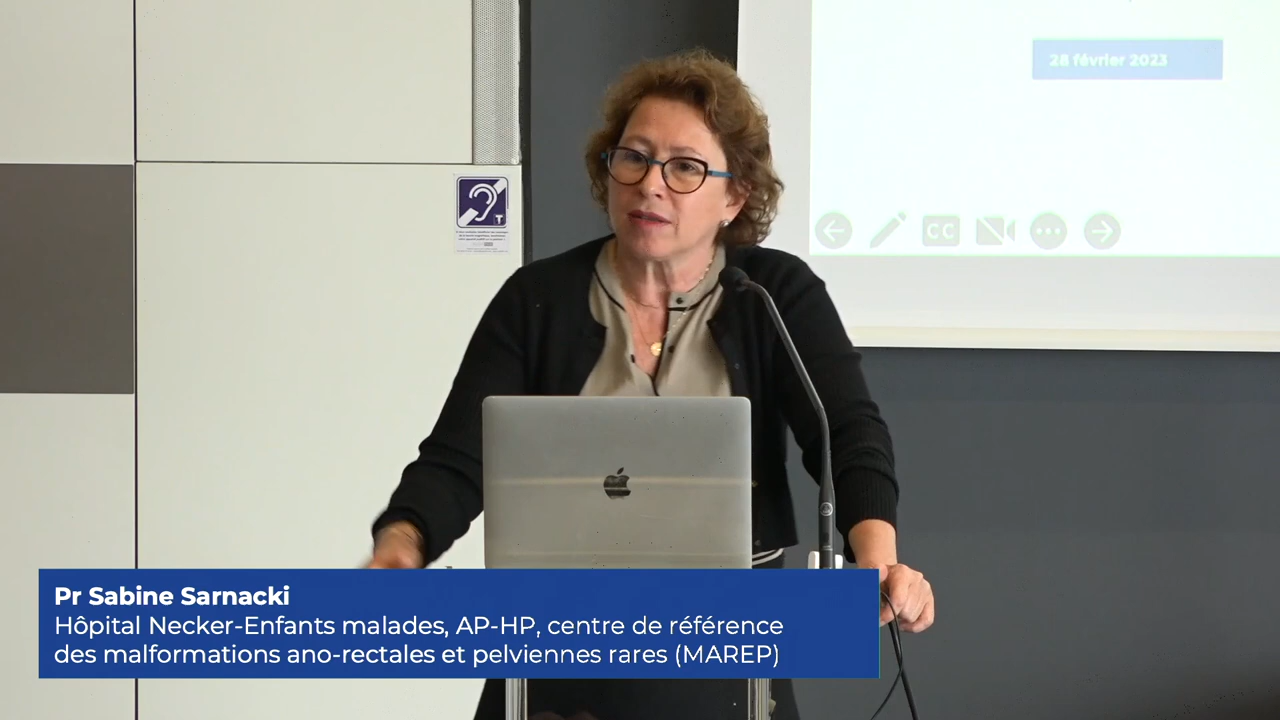 28 février 2023
CC
T
Pr Sabine Sarnacki
Hôpital Necker-Enfants malades, AP-HP, centre de référence
des malformations ano-rectales et pelviennes rares (MAREP)